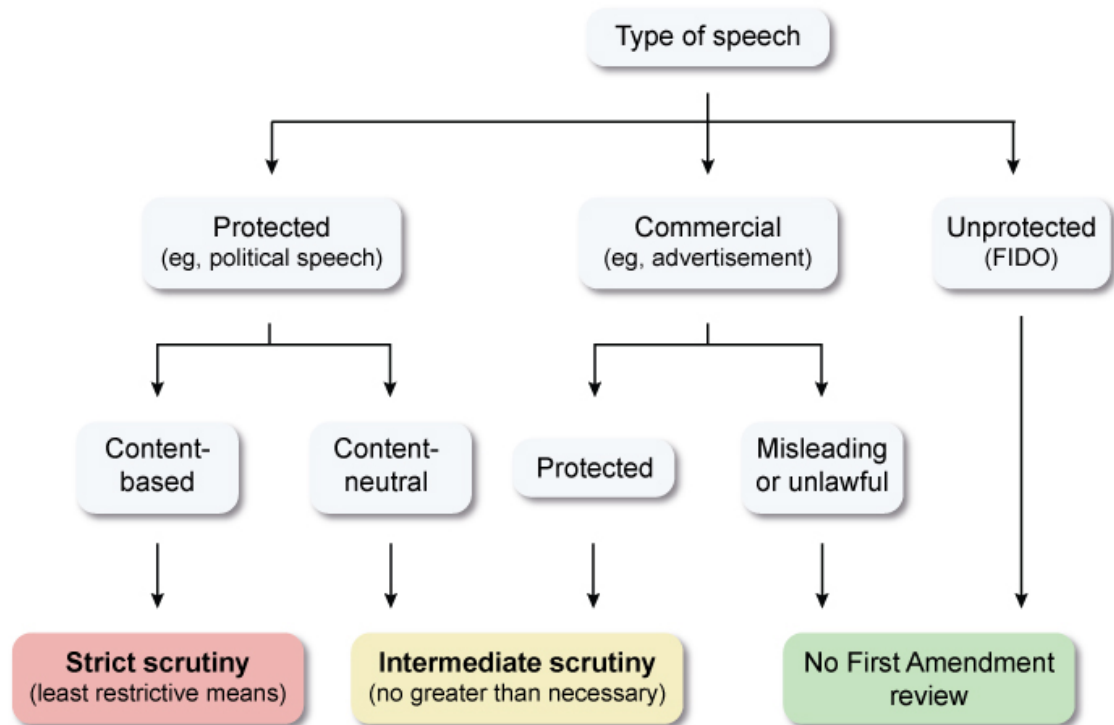 Type of speech
Protected
(eg, political speech)
Commercial
(eg, advertisement)
Unprotected
(FIDO)
Content-
based
Content-
neutral
Protected
Misleading
or unlawful
Strict scrutiny
(least restrictive means)
Intermediate scrutiny
(no greater than necessary)
No First Amendment
review